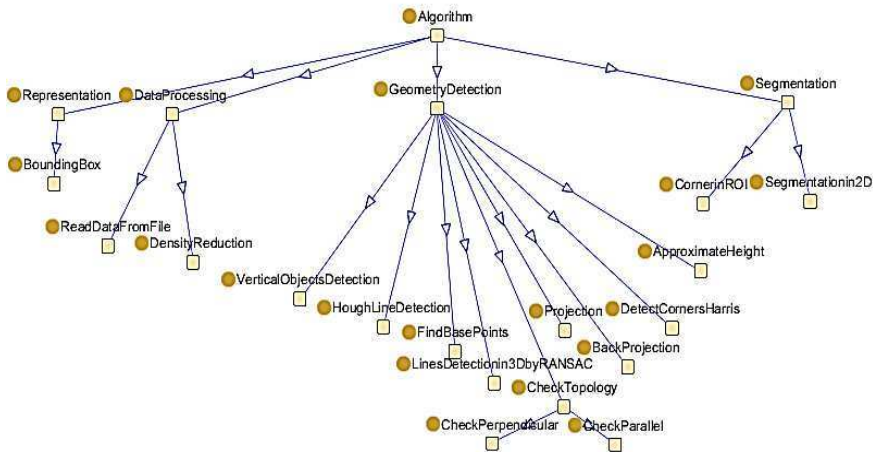 Algorithm
Representation
DataProcessing
GeometryDetection
Segmentation
BoundingBox
CornerinROI
Segmentationin2D
ReadDataFromFile
DensityReduction
ApproximateHeight
VerticalObjectsDetection
HoughLineDetection
Projection
DetectCornersHarris
FindBasePoints
BackProjection
LinesDetectionin3DbyRANSAC
CheckTopology
CheckPerpendicular
CheckParallel